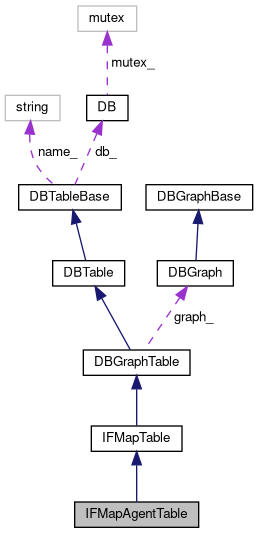 mutex
mutex_
string
DB
name_
db_
DBTableBase
DBGraphBase
DBTable
DBGraph
graph_
DBGraphTable
IFMapTable
IFMapAgentTable